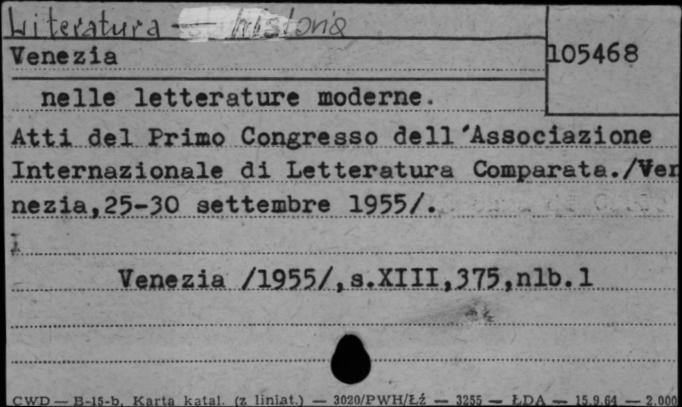 Literatura — historia
Venezia
105468
nelle letterature moderne.
Atti del Primo Congresso dell'Associazione
Internazionale di Letteratura Comparata./Ven
nezia,25-30 settembre 1955/.
Venezia /1955/,s.XIII,375,nlb.1
CWD — B-15-b, Karta katal. (z liniat.) — 3020/PWH/Łź — 3255 — ŁDA — 15.9.64 — 2.000